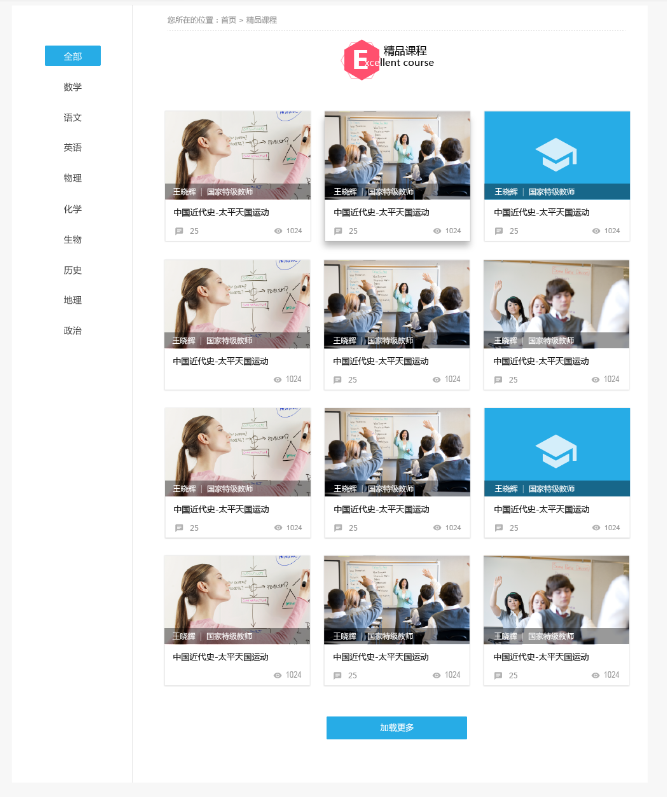 您所在的位置：首页 > 精品课程
全部
数学
语文
英语
物理
化学
生物
历史
地理
政治
精品课程
Excellent course
王晓辉 | 国家特级教师
中国近代史-太平天国运动
25 1024
王晓辉 | 国家特级教师
中国近代史-太平天国运动
25 1024
王晓辉 | 国家特级教师
中国近代史-太平天国运动
25 1024
王晓辉 | 国家特级教师
中国近代史-太平天国运动
1024
王晓辉 | 国家特级教师
中国近代史-太平天国运动
25 1024
王晓辉 | 国家特级教师
中国近代史-太平天国运动
25 1024
王晓辉 | 国家特级教师
中国近代史-太平天国运动
25 1024
王晓辉 | 国家特级教师
中国近代史-太平天国运动
25 1024
王晓辉 | 国家特级教师
中国近代史-太平天国运动
25 1024
王晓辉 | 国家特级教师
中国近代史-太平天国运动
1024
王晓辉 | 国家特级教师
中国近代史-太平天国运动
25 1024
王晓辉 | 国家特级教师
中国近代史-太平天国运动
25 1024
加载更多